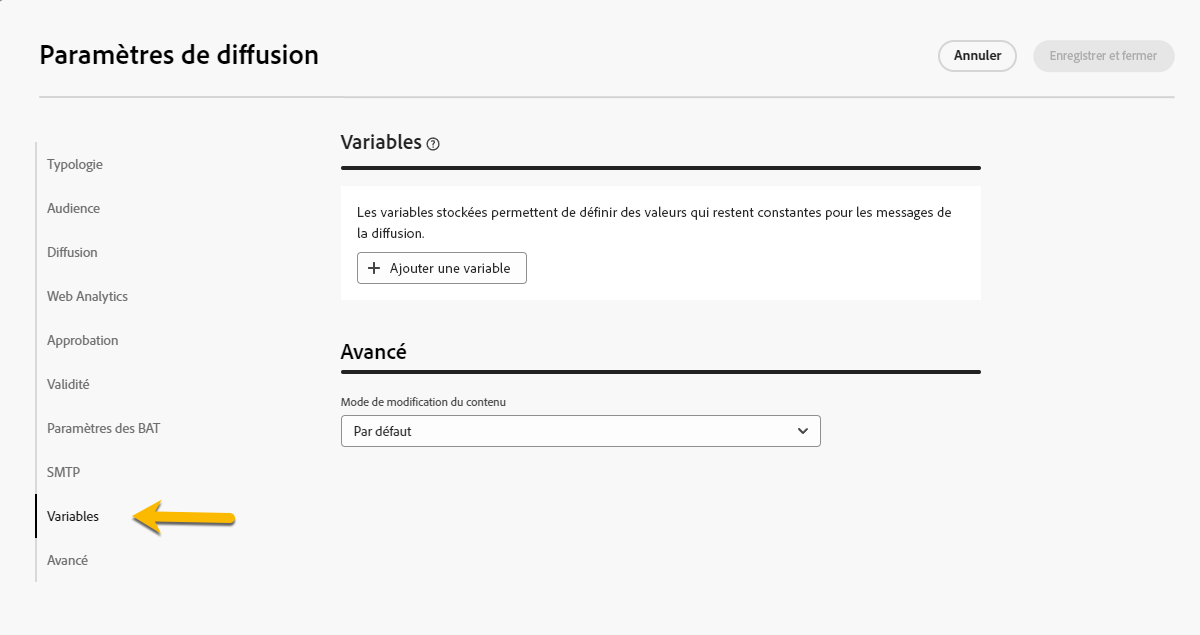 Paramètres de diffusion
Annuler
Enregistrer et fermer
Typologie
Audience
Diffusion
Web Analytics
Approbation
Validité
Paramètres des BAT
SMTP
Variables
Avancé
Variables ?
Les variables stockées permettent de définir des valeurs qui restent constantes pour les messages de
la diffusion.
+ Ajouter une variable
Avancé
Mode de modification du contenu
Par défaut